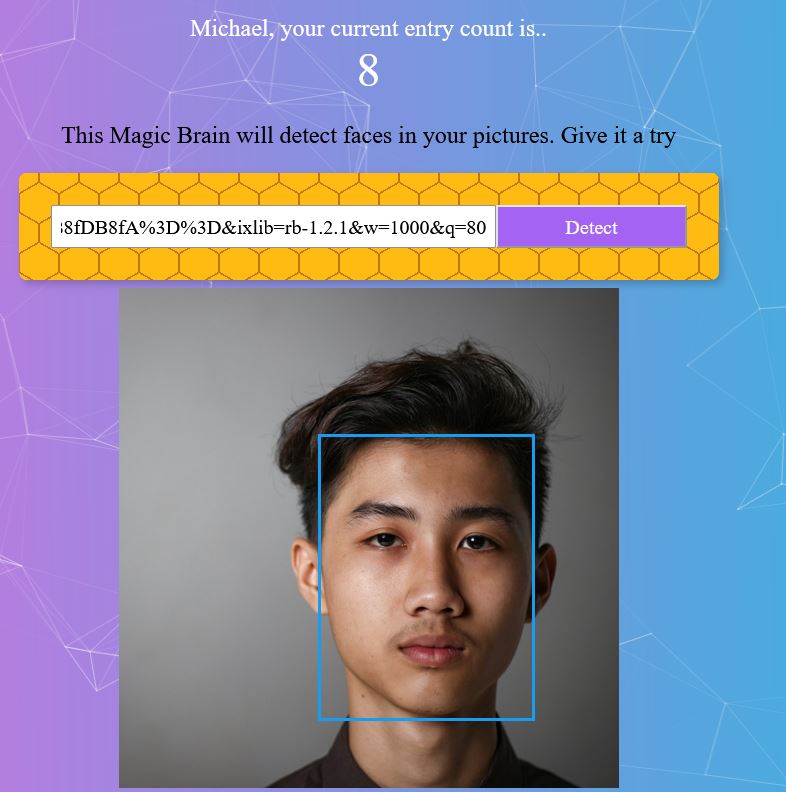 Michael, your current entry count is..
8
This Magic Brain will detect faces in your pictures. Give it a try
8fDB8fA%3D%3D&ixlib=rb-1.2.1&w=1000&q=80
Detect